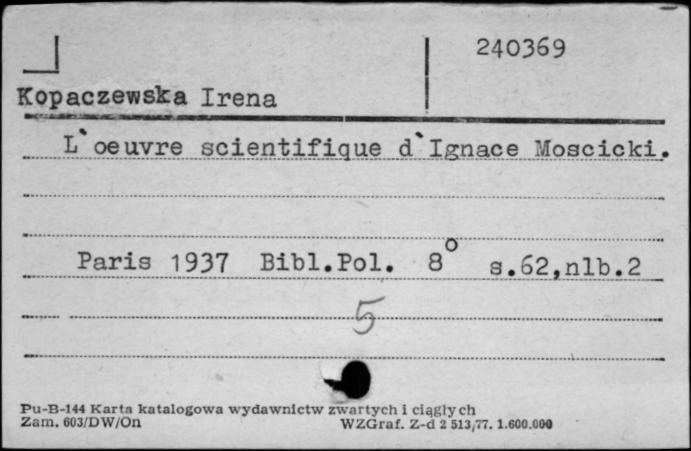 240369
Kopaczewska Irena
L`oeuvre scientifique d`Ignace Moscicki.
Paris 1937 Bibl.Pol. 8° s.62,nlb.2
5
Pu-B-144 Karta katalogowa wydawnictw zwartych i ciągłych
Zam. 603/DW/On WZGraf. Z-d 2 513/77. 1.600.000